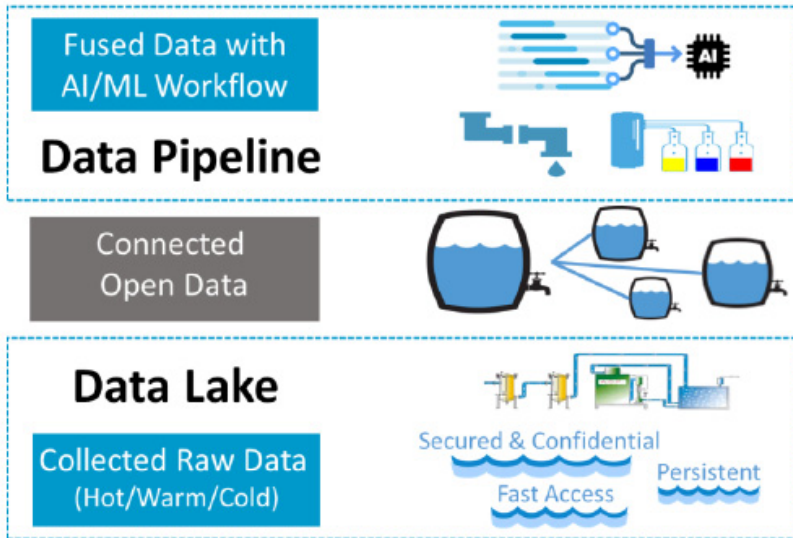 Fused Data with
AI/ML Workflow
AI
Data Pipeline
Connected
Open Data
Data Lake
Collected Raw Data
(Hot/Warm/Cold)
Secured & Confidential
Persistent
Fast Access